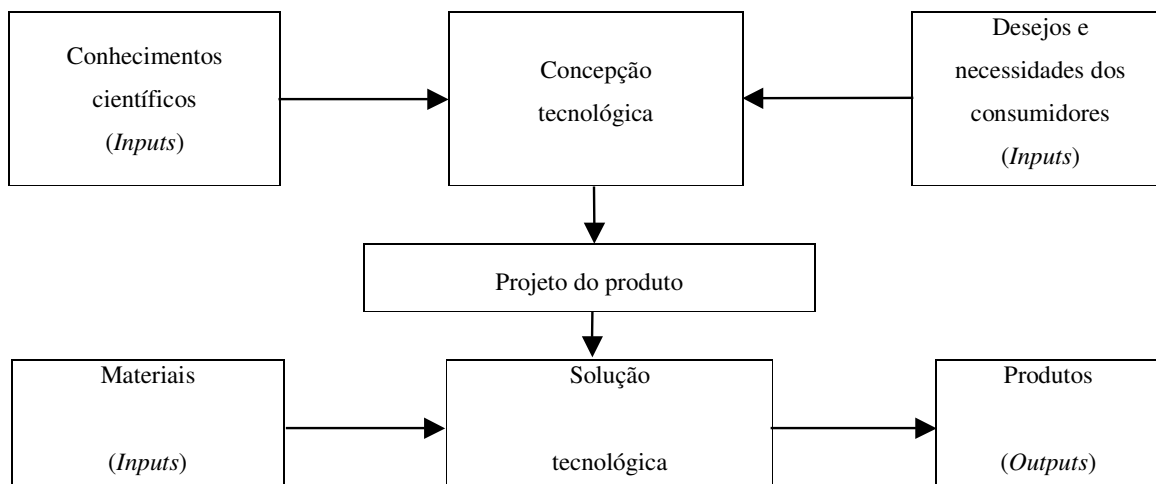 Conhecimentos
científicos
(Inputs)
Concepção
tecnológica
Desejos e
necessidades dos
consumidores
(Inputs)
Projeto do produto
Materiais
(Inputs)
Solução
tecnológica
Produtos
(Outputs)